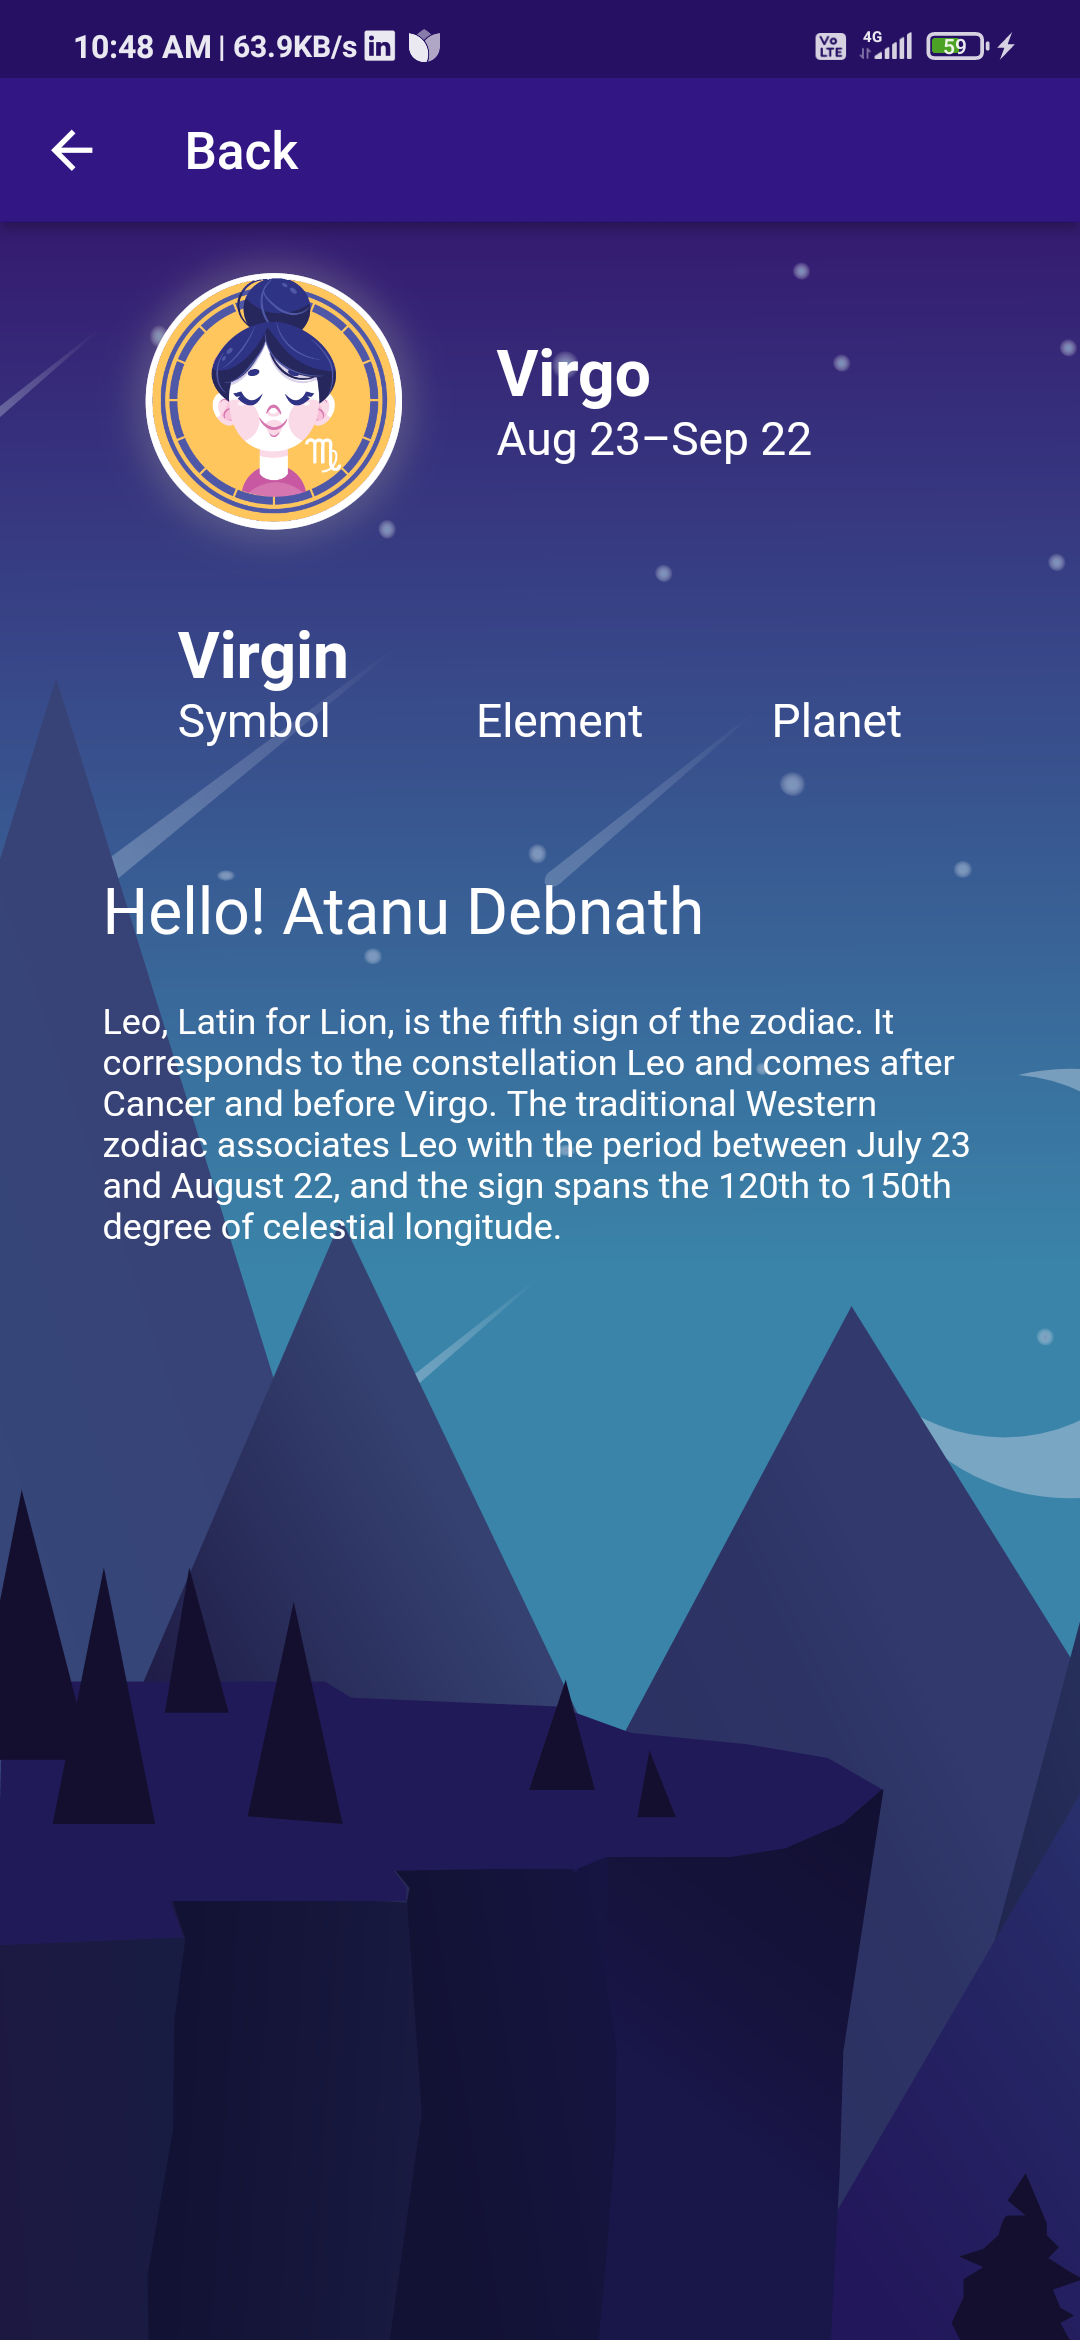 10:48 AM | 63.9KB/s in
Vo LTE 4G 59
Back
Virgo
Aug 23–Sep 22
Virgin
Symbol Element Planet
Hello! Atanu Debnath
Leo, Latin for Lion, is the fifth sign of the zodiac. It
corresponds to the constellation Leo and comes after
Cancer and before Virgo. The traditional Western
zodiac associates Leo with the period between July 23
and August 22, and the sign spans the 120th to 150th
degree of celestial longitude.